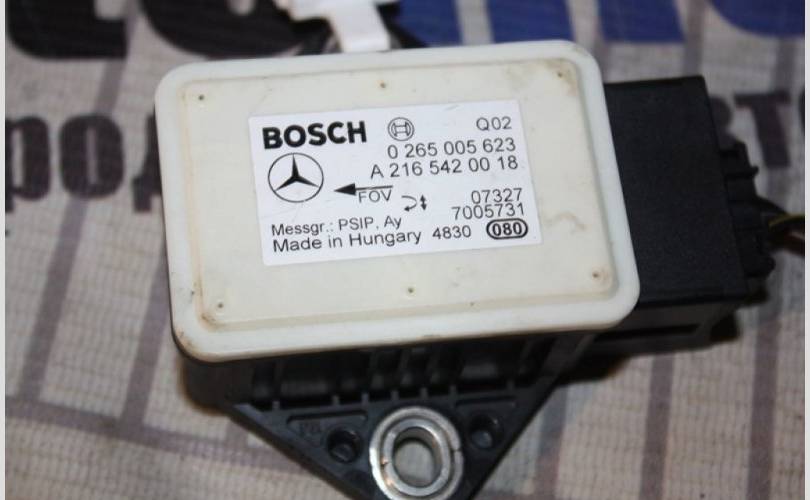 BOSCH
Q02
0 265 005 623
A 216 542 00 18
FOV
07327
7005731
Messgr.: PSIP, Ay
Made in Hungary 4830 080